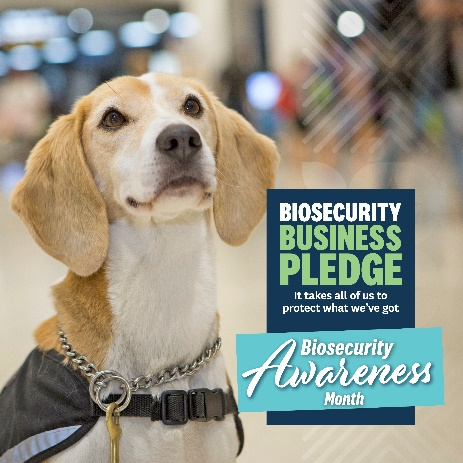 BIOSECURITY
BUSINESS
PLEDGE
It takes all of us to
protect what we've got
Biosecurity
Awareness
Month